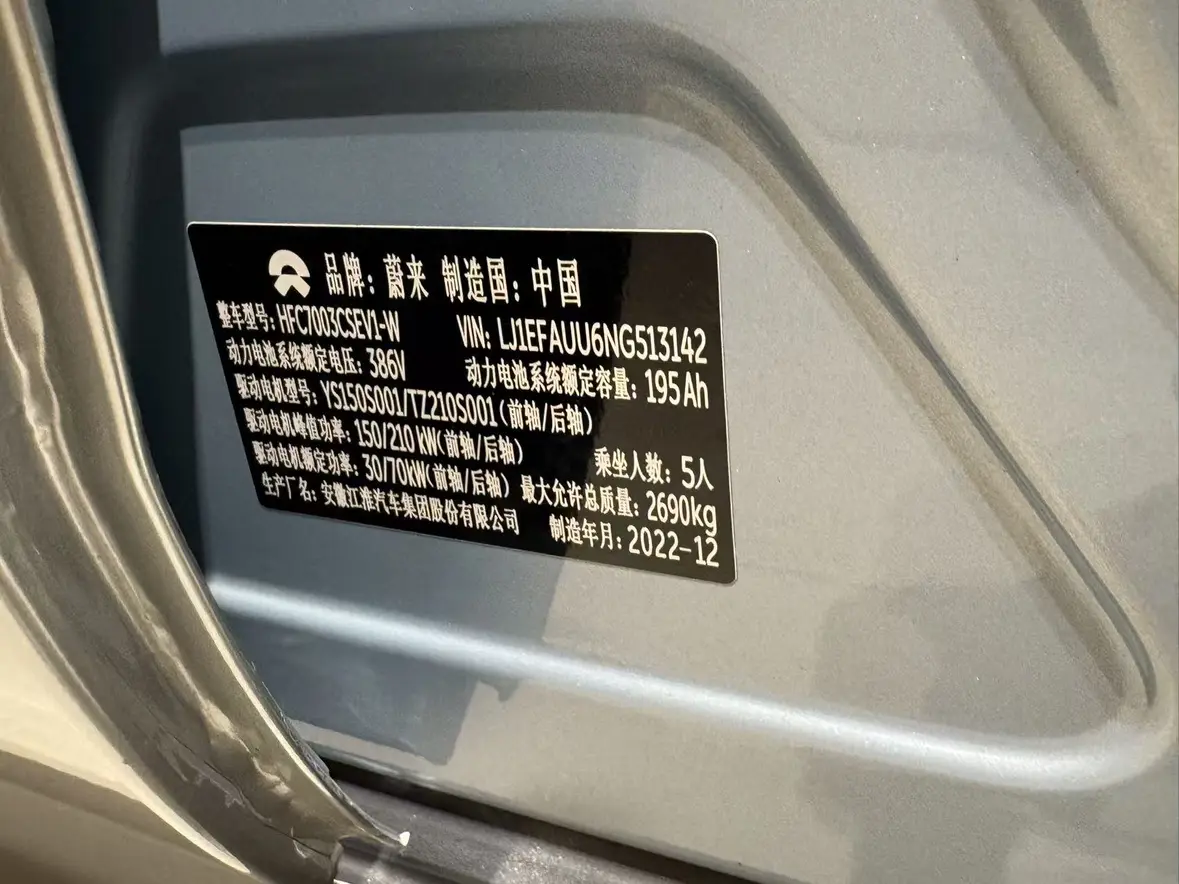 品牌：蔚来 制造国：中国
整车型号：HFC7003CSEV1-W VIN: LJ1EFAUU6NG513142
动力电池系统额定电压：386V 动力电池系统额定容量：195Ah
驱动电机型号：YS150S001/TZ210S001(前轴/后轴)
驱动电机峰值功率：150/210 kW(前轴/后轴) 乘坐人数：5人
驱动电机额定功率：30/70kW(前轴/后轴) 最大允许总质量：2690kg
生产厂名：安徽江淮汽车集团股份有限公司 制造年月：2022-12